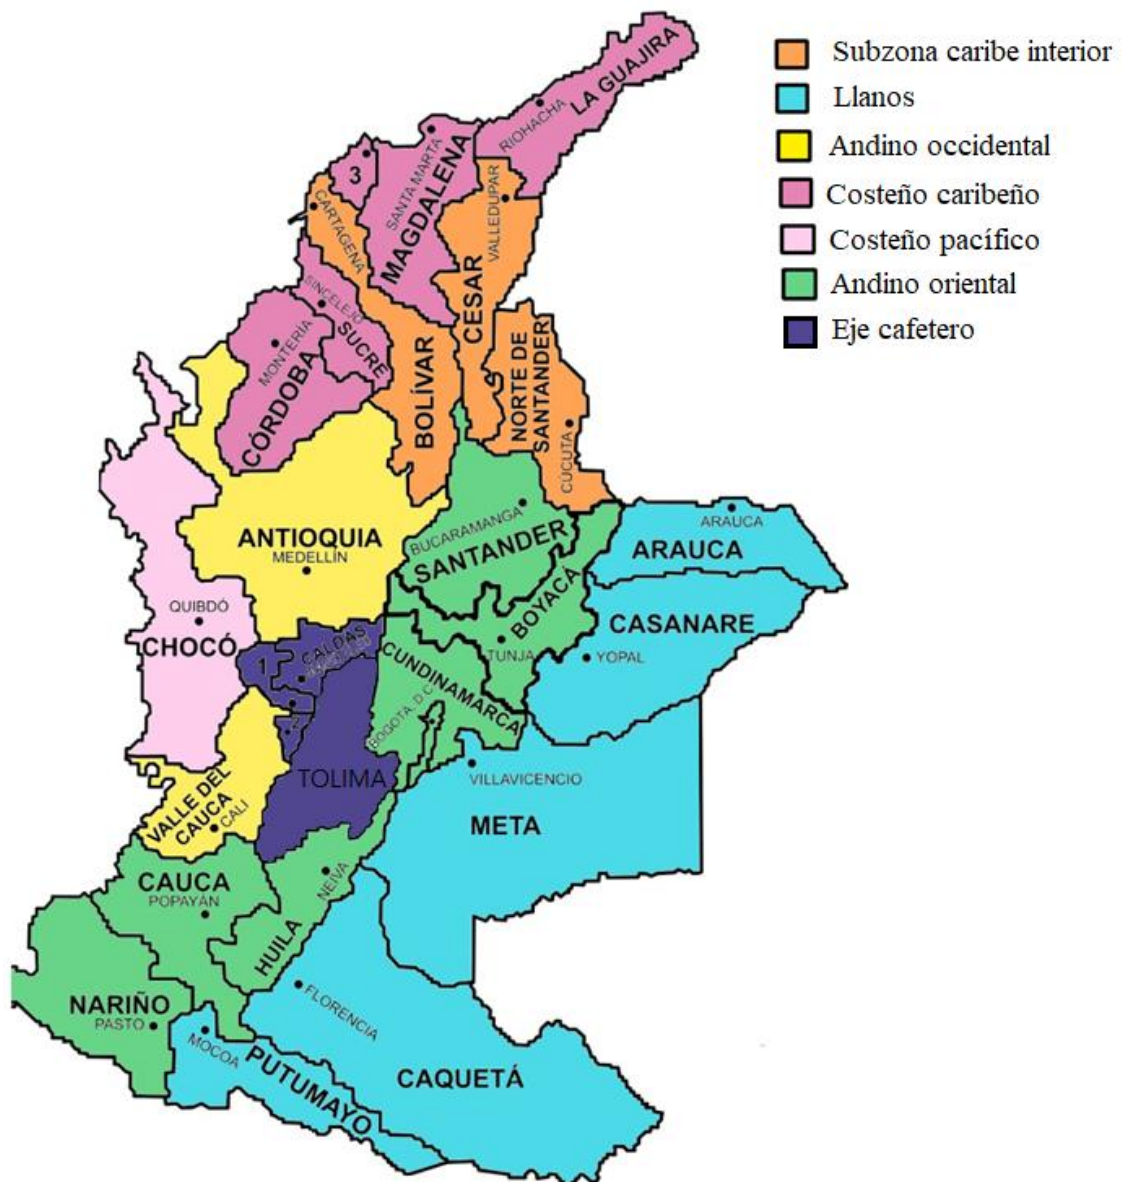 Subzona caribe interior
Llanos
Andino occidental
Costeño caribeño
Costeño pacífico
Andino oriental
Eje cafetero
LA GUAJIRA
RIOHACHA
3
SANTA MARTA
MAGDALENA
CARTAGENA
VALLEDUPAR
CESAR
SINCELEJO
SUCRE
MONTERÍA
CÓRDOBA
BOLÍVAR
NORTE DE
SANTANDER
CÚCUTA
ANTIOQUIA
MEDELLÍN
BUCARAMANGA
SANTANDER
ARAUCA
ARAUCA
BOYACÁ
TUNJA
CASANARE
YOPAL
QUIBDÓ
CHOCÓ
1
CALDAS
2
CUNDINAMARCA
BOGOTÁ, D.C.
TOLIMA
VILLAVICENCIO
META
VALLE DEL
CAUCA
CALI
CAUCA
POPAYÁN
NEIVA
HUILA
NARIÑO
PASTO
FLORENCIA
MOCOA
PUTUMAYO
CAQUETÁ